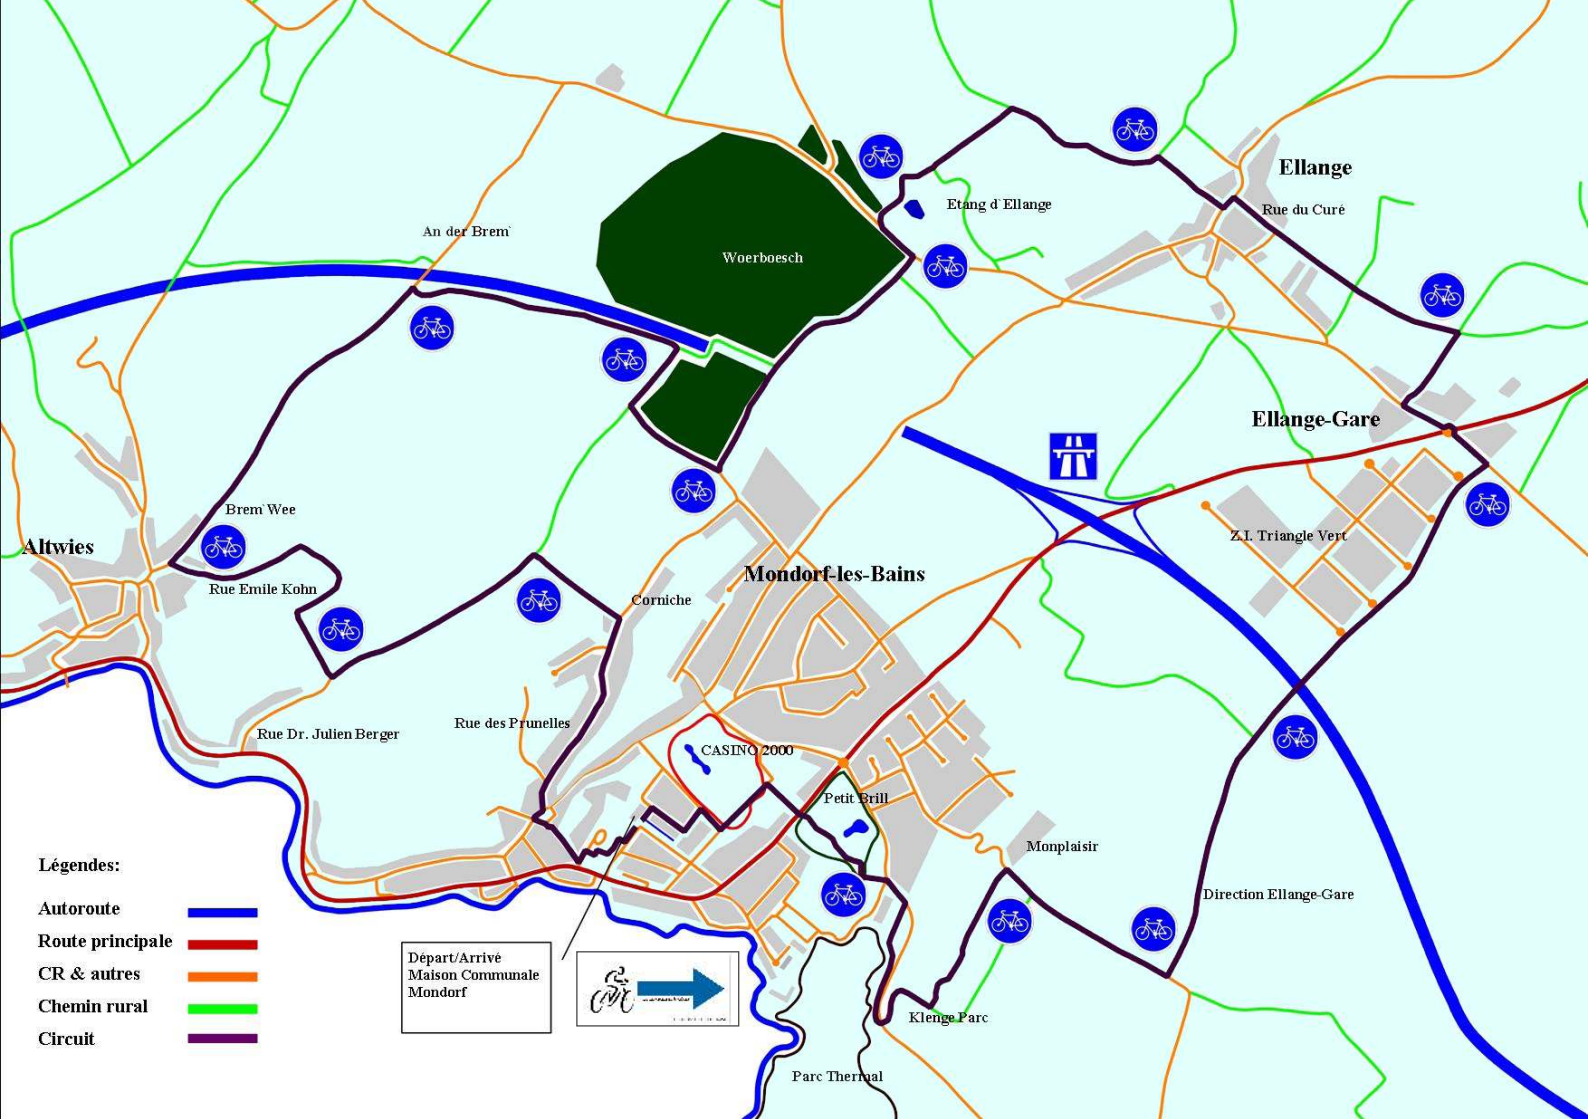 Ellange
Rue du Curé
Etang d`Ellange
An der Brem`
Woerboesch
Ellange-Gare
Brem`Wee
Altwies
Z.I. Triangle Vert
Mondorf-les-Bains
Rue Emile Kohn
Corniche
Rue des Prunelles
Rue Dr. Julien Berger
CASINO 2000
Petit Brill
Monplaisir
Direction Ellange-Gare
Klenge Parc
Parc Thermal
Légendes:
Autoroute
Route principale
CR & autres
Chemin rural
Circuit
Départ/Arrivé
Maison Communale
Mondorf